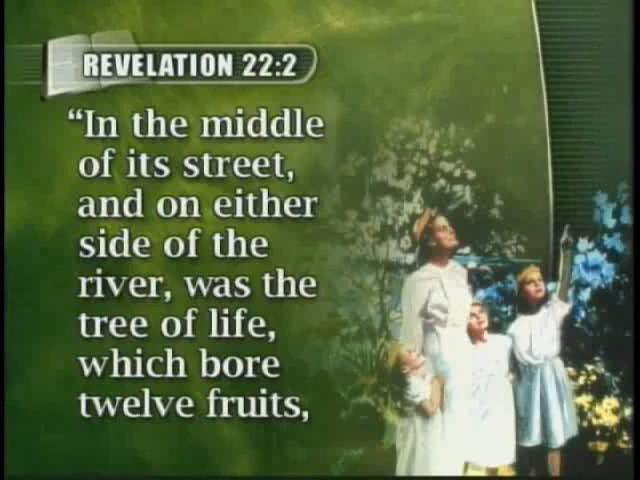 REVELATION 22:2
“In the middle
of its street,
and on either
side of the
river, was the
tree of life,
which bore
twelve fruits,